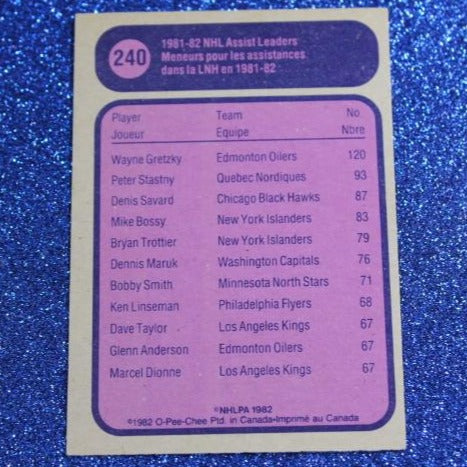 240
1981-82 NHL Assist Leaders
Meneurs pour les assistances
dans la LNH en 1981-82
Player Team No.
Joueur Equipe Nbre
Wayne Gretzky Edmonton Oilers 120
Peter Stastny Quebec Nordiques 93
Denis Savard Chicago Black Hawks 87
Mike Bossy New York Islanders 83
Bryan Trottier New York Islanders 79
Dennis Maruk Washington Capitals 76
Bobby Smith Minnesota North Stars 71
Ken Linseman Philadelphia Flyers 68
Dave Taylor Los Angeles Kings 67
Glenn Anderson Edmonton Oilers 67
Marcel Dionne Los Angeles Kings 67
©NHLPA 1982
©1982 O-Pee-Chee Ptd. in Canada-Imprimé au Canada